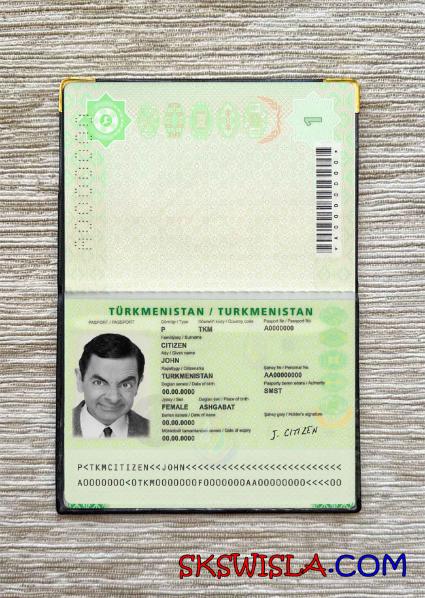 1
*A0000000*
TÜRKMENISTAN / TURKMENISTAN
PASPORT / PASSPORT
Görnüşi / Type
Ýurduň kody / Country code
Pasport № / Passport No
P
TKM
A0000000
Familiýasy / Surname
CITIZEN
Ady / Given name
JOHN
Raýatlygy / Citizenship
Şahsy № / Personal No
TURKMENISTAN
AA00000000
Doglan senesi / Date of birth
Pasporty beren edara / Authority
00.00.0000
SMST
Jynsy / Sex
Doglan ýeri / Place of birth
FEMALE
ASHGABAT
Berlen senesi / Date of issue
Şahsy goly / Holder's signature
00.00.0000
Date of expiry
00.00.0000
J. CITIZEN
P<TKMCITIZEN<<JOHN<<<<<<<<<<<<<<<<<<<<<<<<<<
A0000000<0TKM0000000F0000000AA00000000<<<<00
SKSWISLA.COM